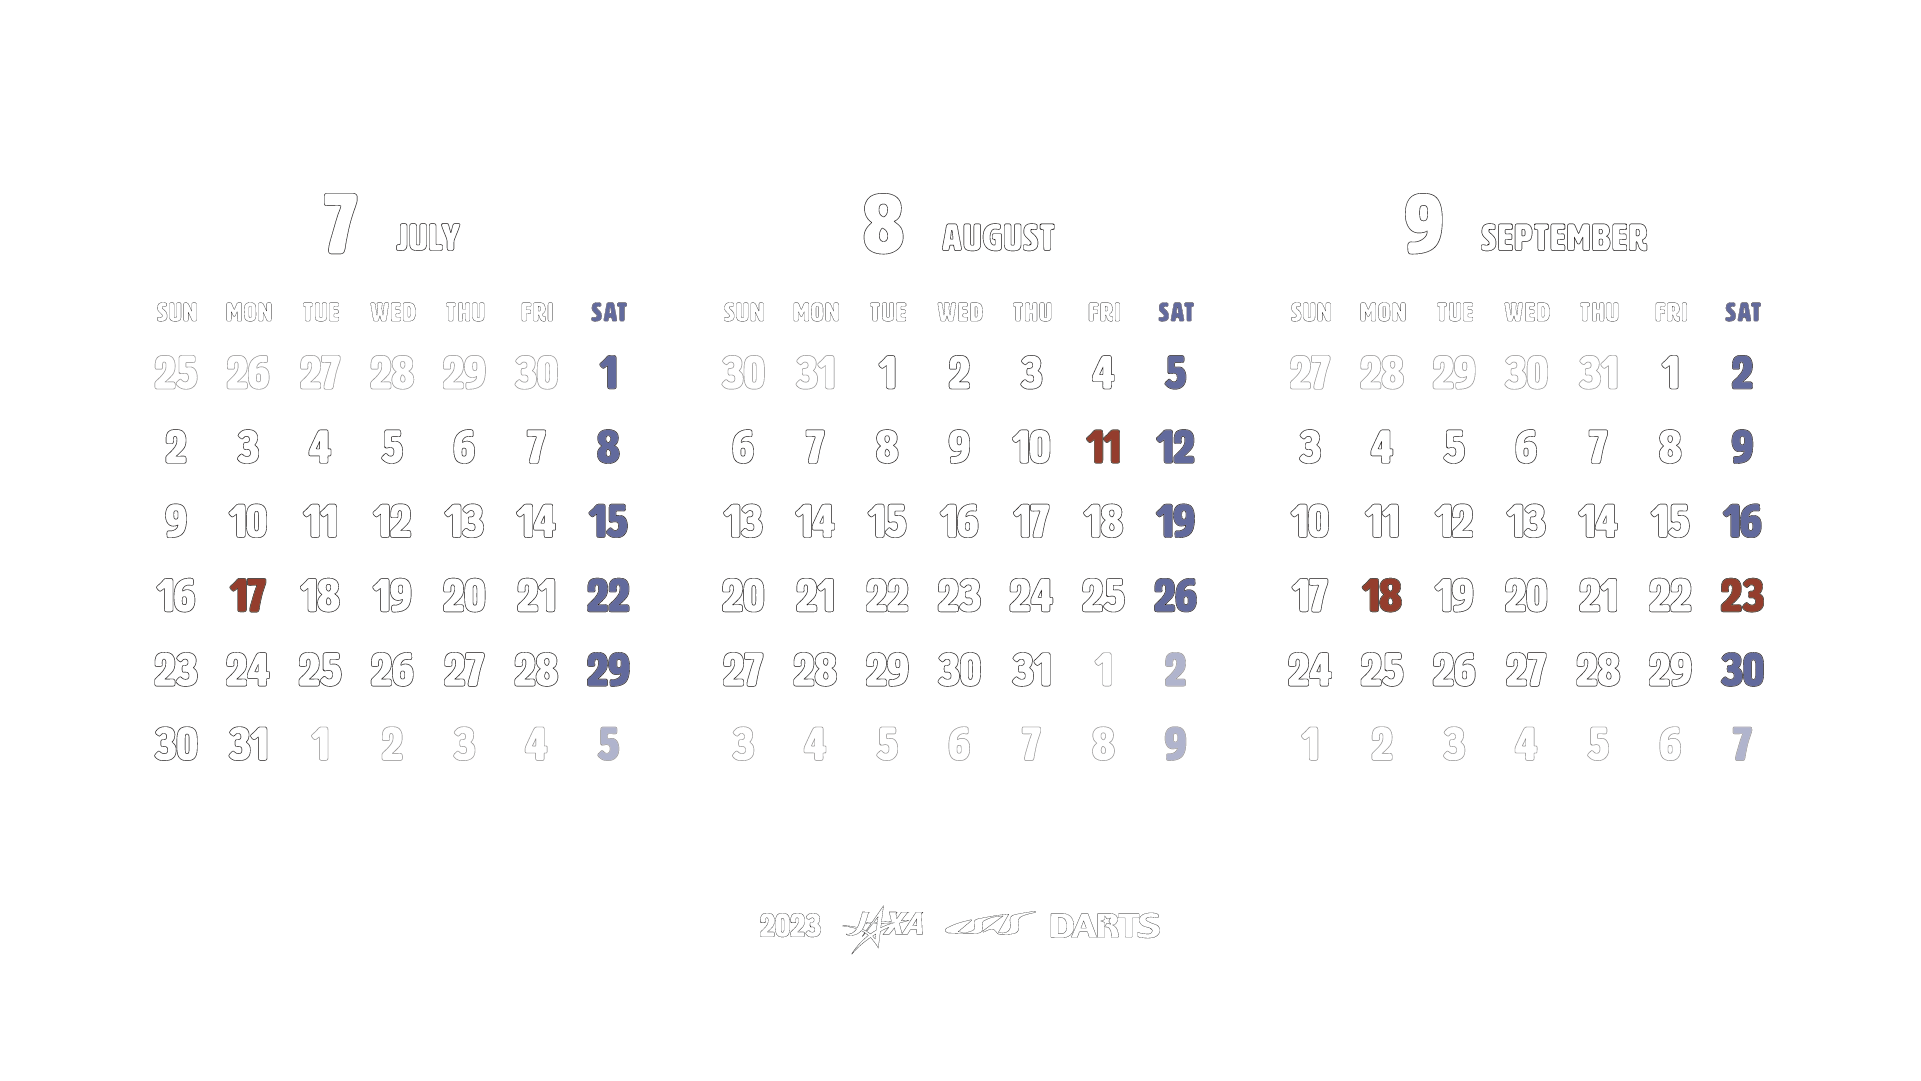 7 JULY
SUN MON TUE WED THU FRI SAT
25 26 27 28 29 30 1
2 3 4 5 6 7 8
9 10 11 12 13 14 15
16 17 18 19 20 21 22
23 24 25 26 27 28 29
30 31 1 2 3 4 5
8 AUGUST
SUN MON TUE WED THU FRI SAT
30 31 1 2 3 4 5
6 7 8 9 10 11 12
13 14 15 16 17 18 19
20 21 22 23 24 25 26
27 28 29 30 31 1 2
3 4 5 6 7 8 9
9 SEPTEMBER
SUN MON TUE WED THU FRI SAT
27 28 29 30 31 1 2
3 4 5 6 7 8 9
10 11 12 13 14 15 16
17 18 19 20 21 22 23
24 25 26 27 28 29 30
1 2 3 4 5 6 7
2023 JAXA ISAS DARTS